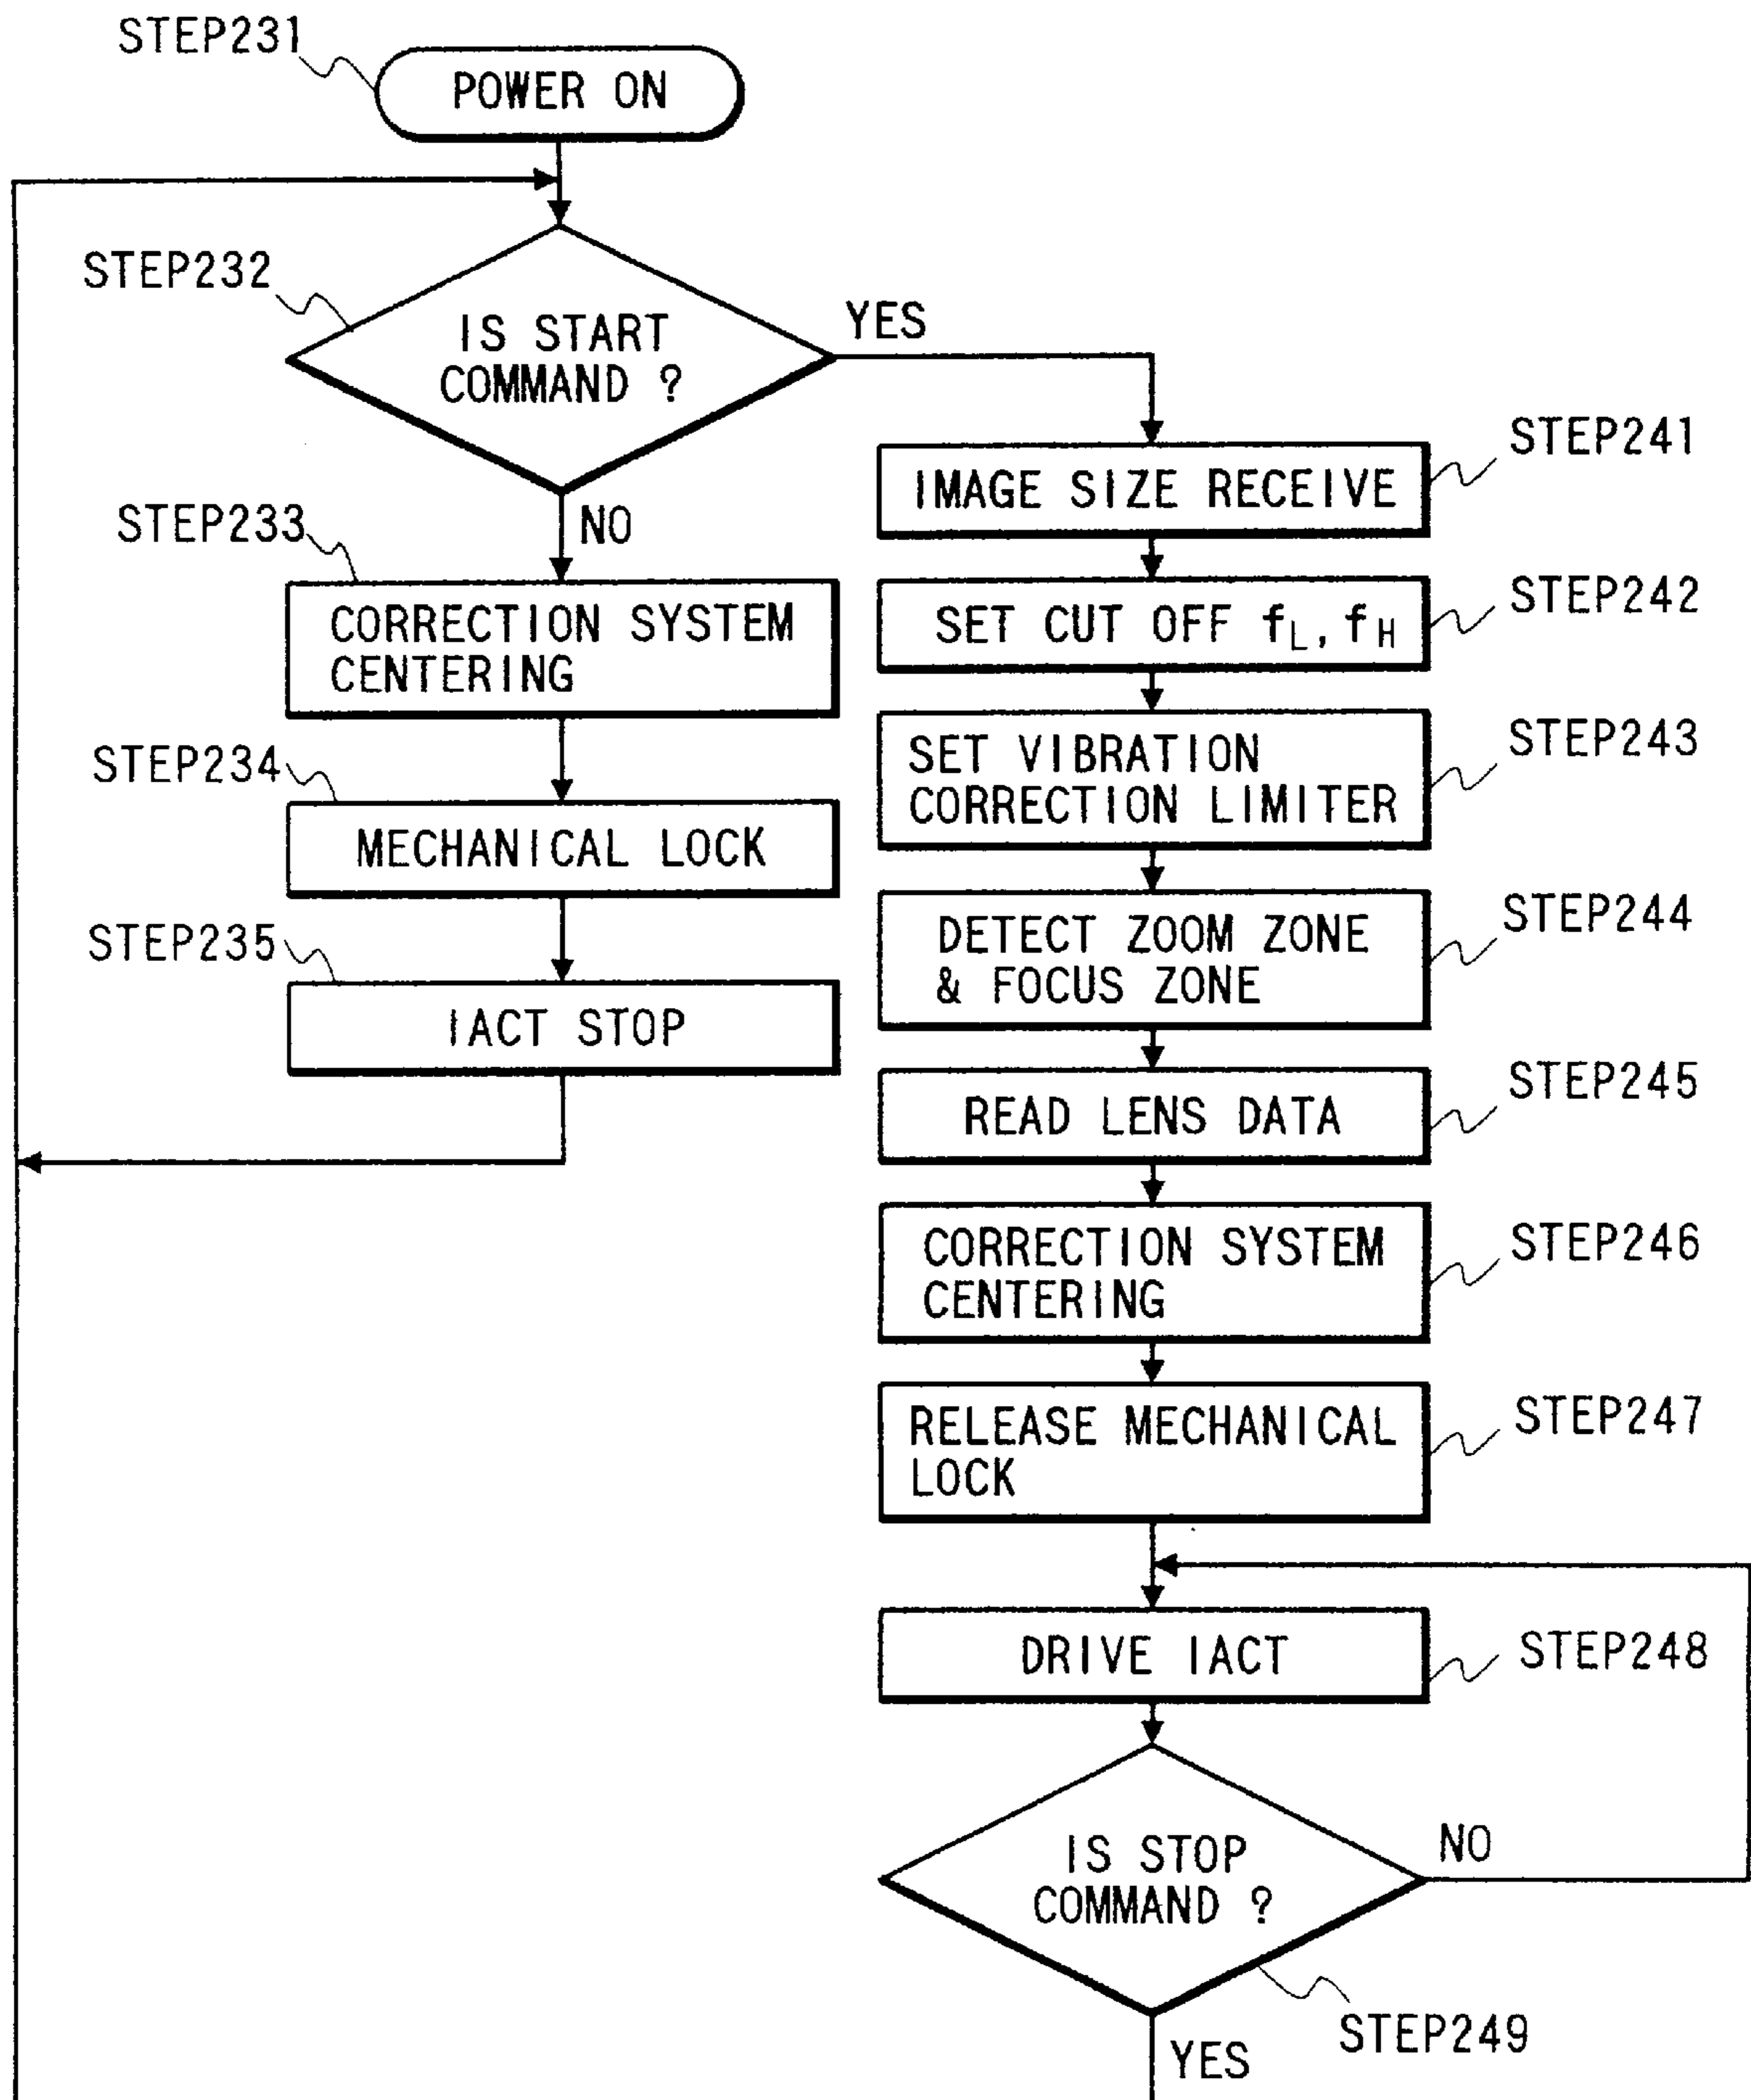 STEP231
POWER ON
STEP232
IS START
COMMAND ?
YES
NO
STEP233
CORRECTION SYSTEM
CENTERING
STEP234
MECHANICAL LOCK
STEP235
IACT STOP
STEP241
IMAGE SIZE RECEIVE
STEP242
SET CUT OFF fL, fH
STEP243
SET VIBRATION
CORRECTION LIMITER
STEP244
DETECT ZOOM ZONE
& FOCUS ZONE
STEP245
READ LENS DATA
STEP246
CORRECTION SYSTEM
CENTERING
STEP247
RELEASE MECHANICAL
LOCK
STEP248
DRIVE IACT
IS STOP
COMMAND ?
NO
STEP249
YES